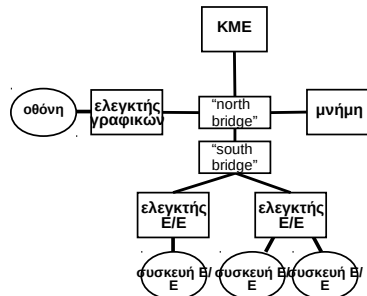 ΚΜΕ
οθόνη
ελεγκτής
γραφικών
“north
bridge”
μνήμη
“south
bridge”
ελεγκτής
Ε/Ε
ελεγκτής
Ε/Ε
συσκευή Ε/
Ε
συσκευή Ε/
Ε
συσκευή Ε/
Ε